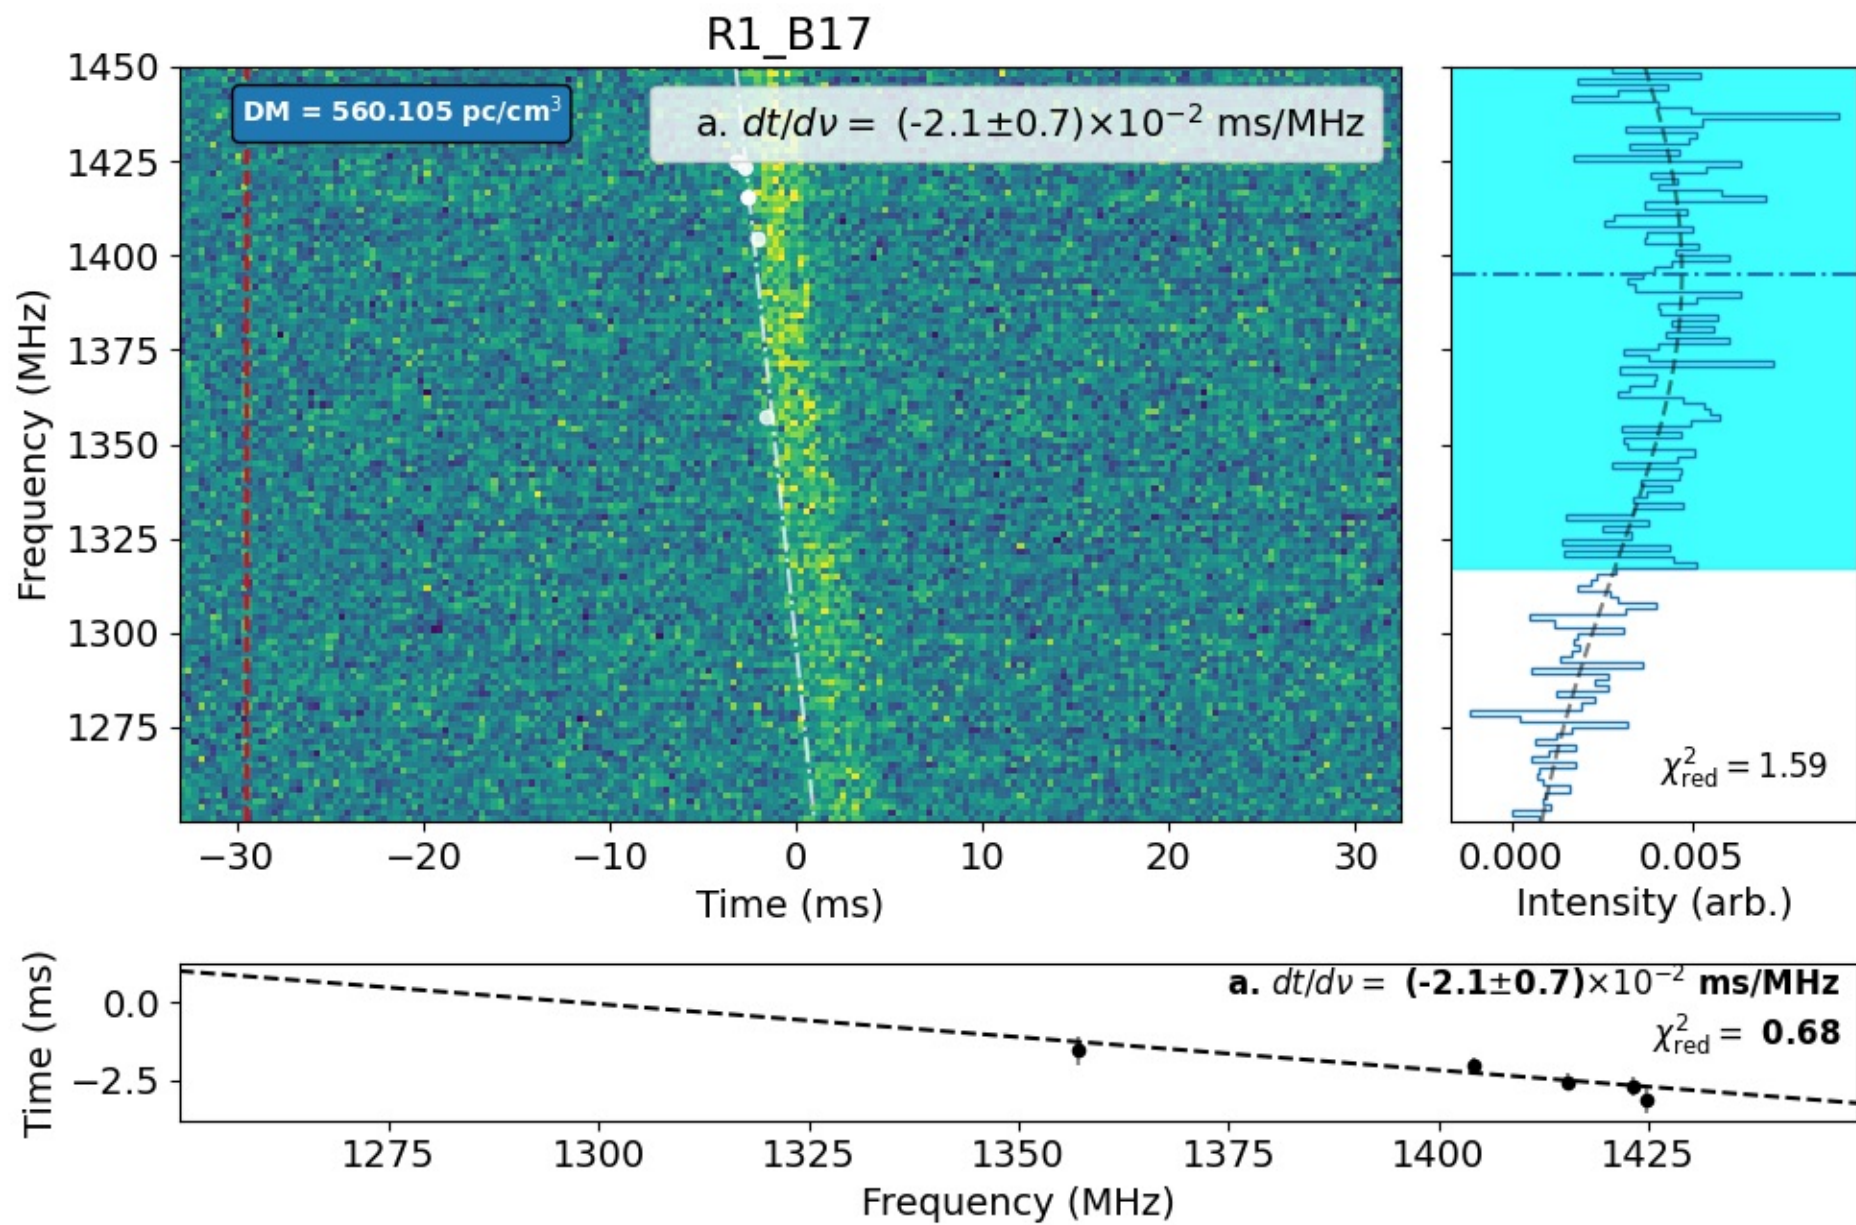 R1_B17
DM = 560.105 pc/cm³
a. dt/dν = (-2.1±0.7)×10⁻² ms/MHz
1450
1425
1400
1375
1350
1325
1300
1275
Frequency (MHz)
−30 −20 −10 0 10 20 30
Time (ms)
χ²red = 1.59
0.000 0.005
Intensity (arb.)
a. dt/dν = (-2.1±0.7)×10⁻² ms/MHz
χ²red = 0.68
0.0
−2.5
Time (ms)
1275 1300 1325 1350 1375 1400 1425
Frequency (MHz)